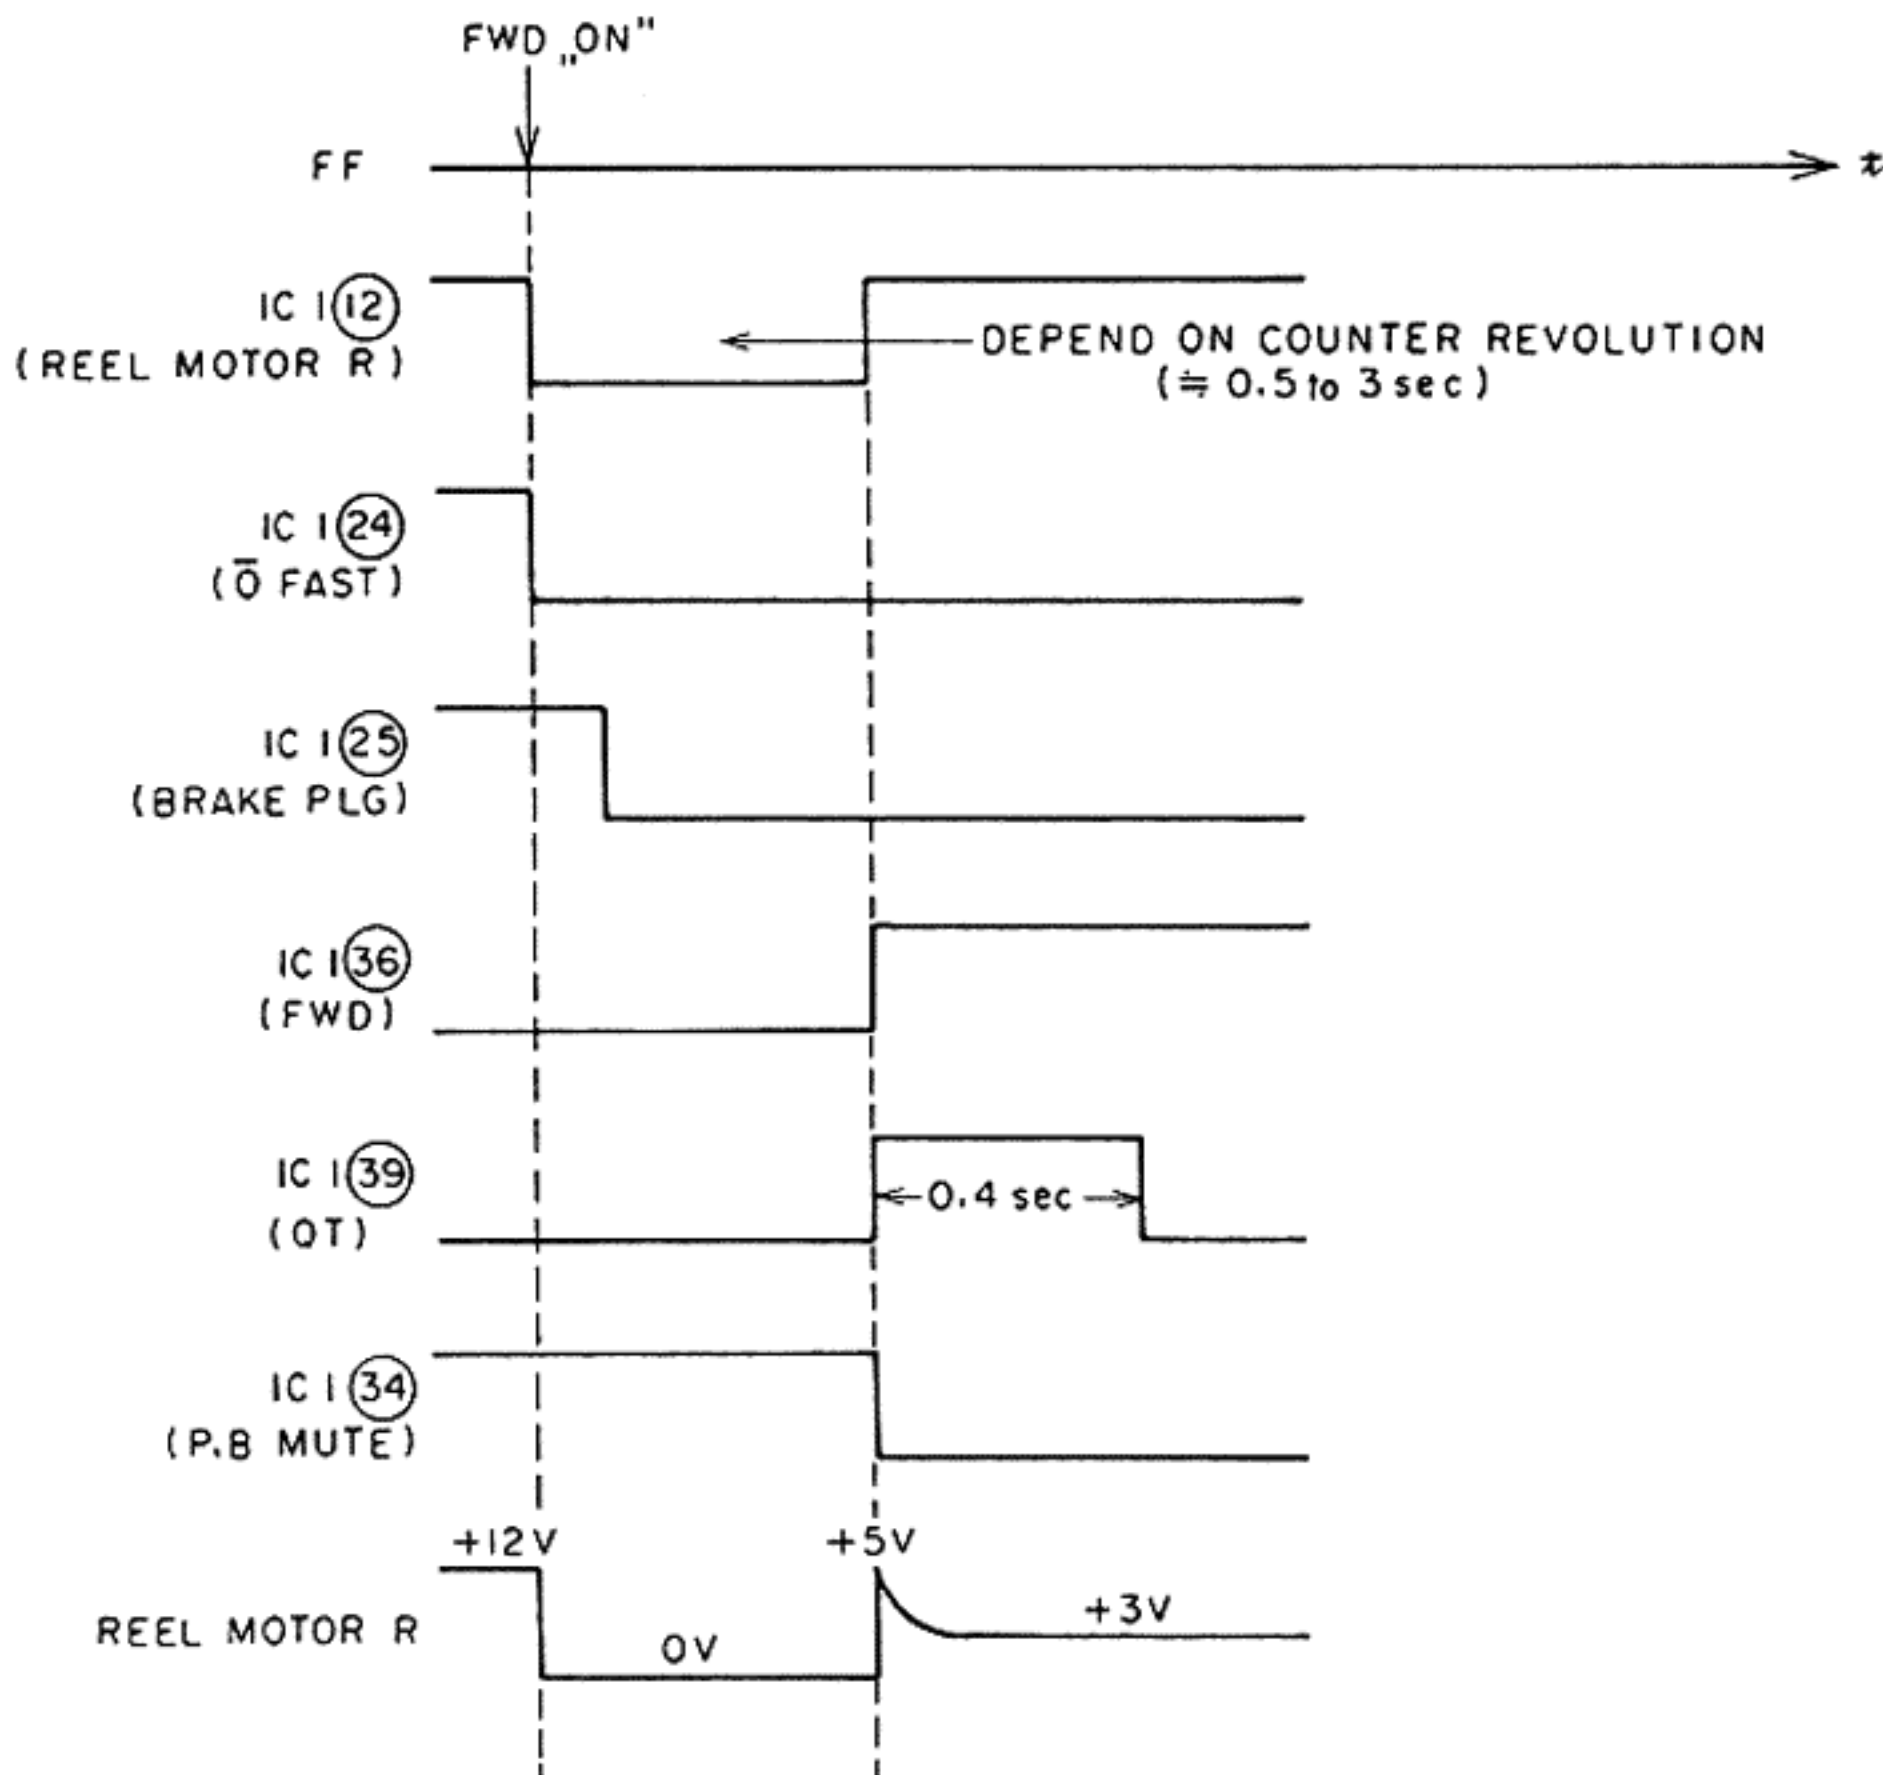 FWD „ON"
FF
t
IC 1 12
(REEL MOTOR R)
DEPEND ON COUNTER REVOLUTION
(≒ 0.5 to 3 sec)
IC 1 24
(Ō FAST)
IC 1 25
(BRAKE PLG)
IC 1 36
(FWD)
IC 1 39
(QT)
0.4 sec
IC 1 34
(P.B MUTE)
+12V
+5V
REEL MOTOR R
0V
+3V